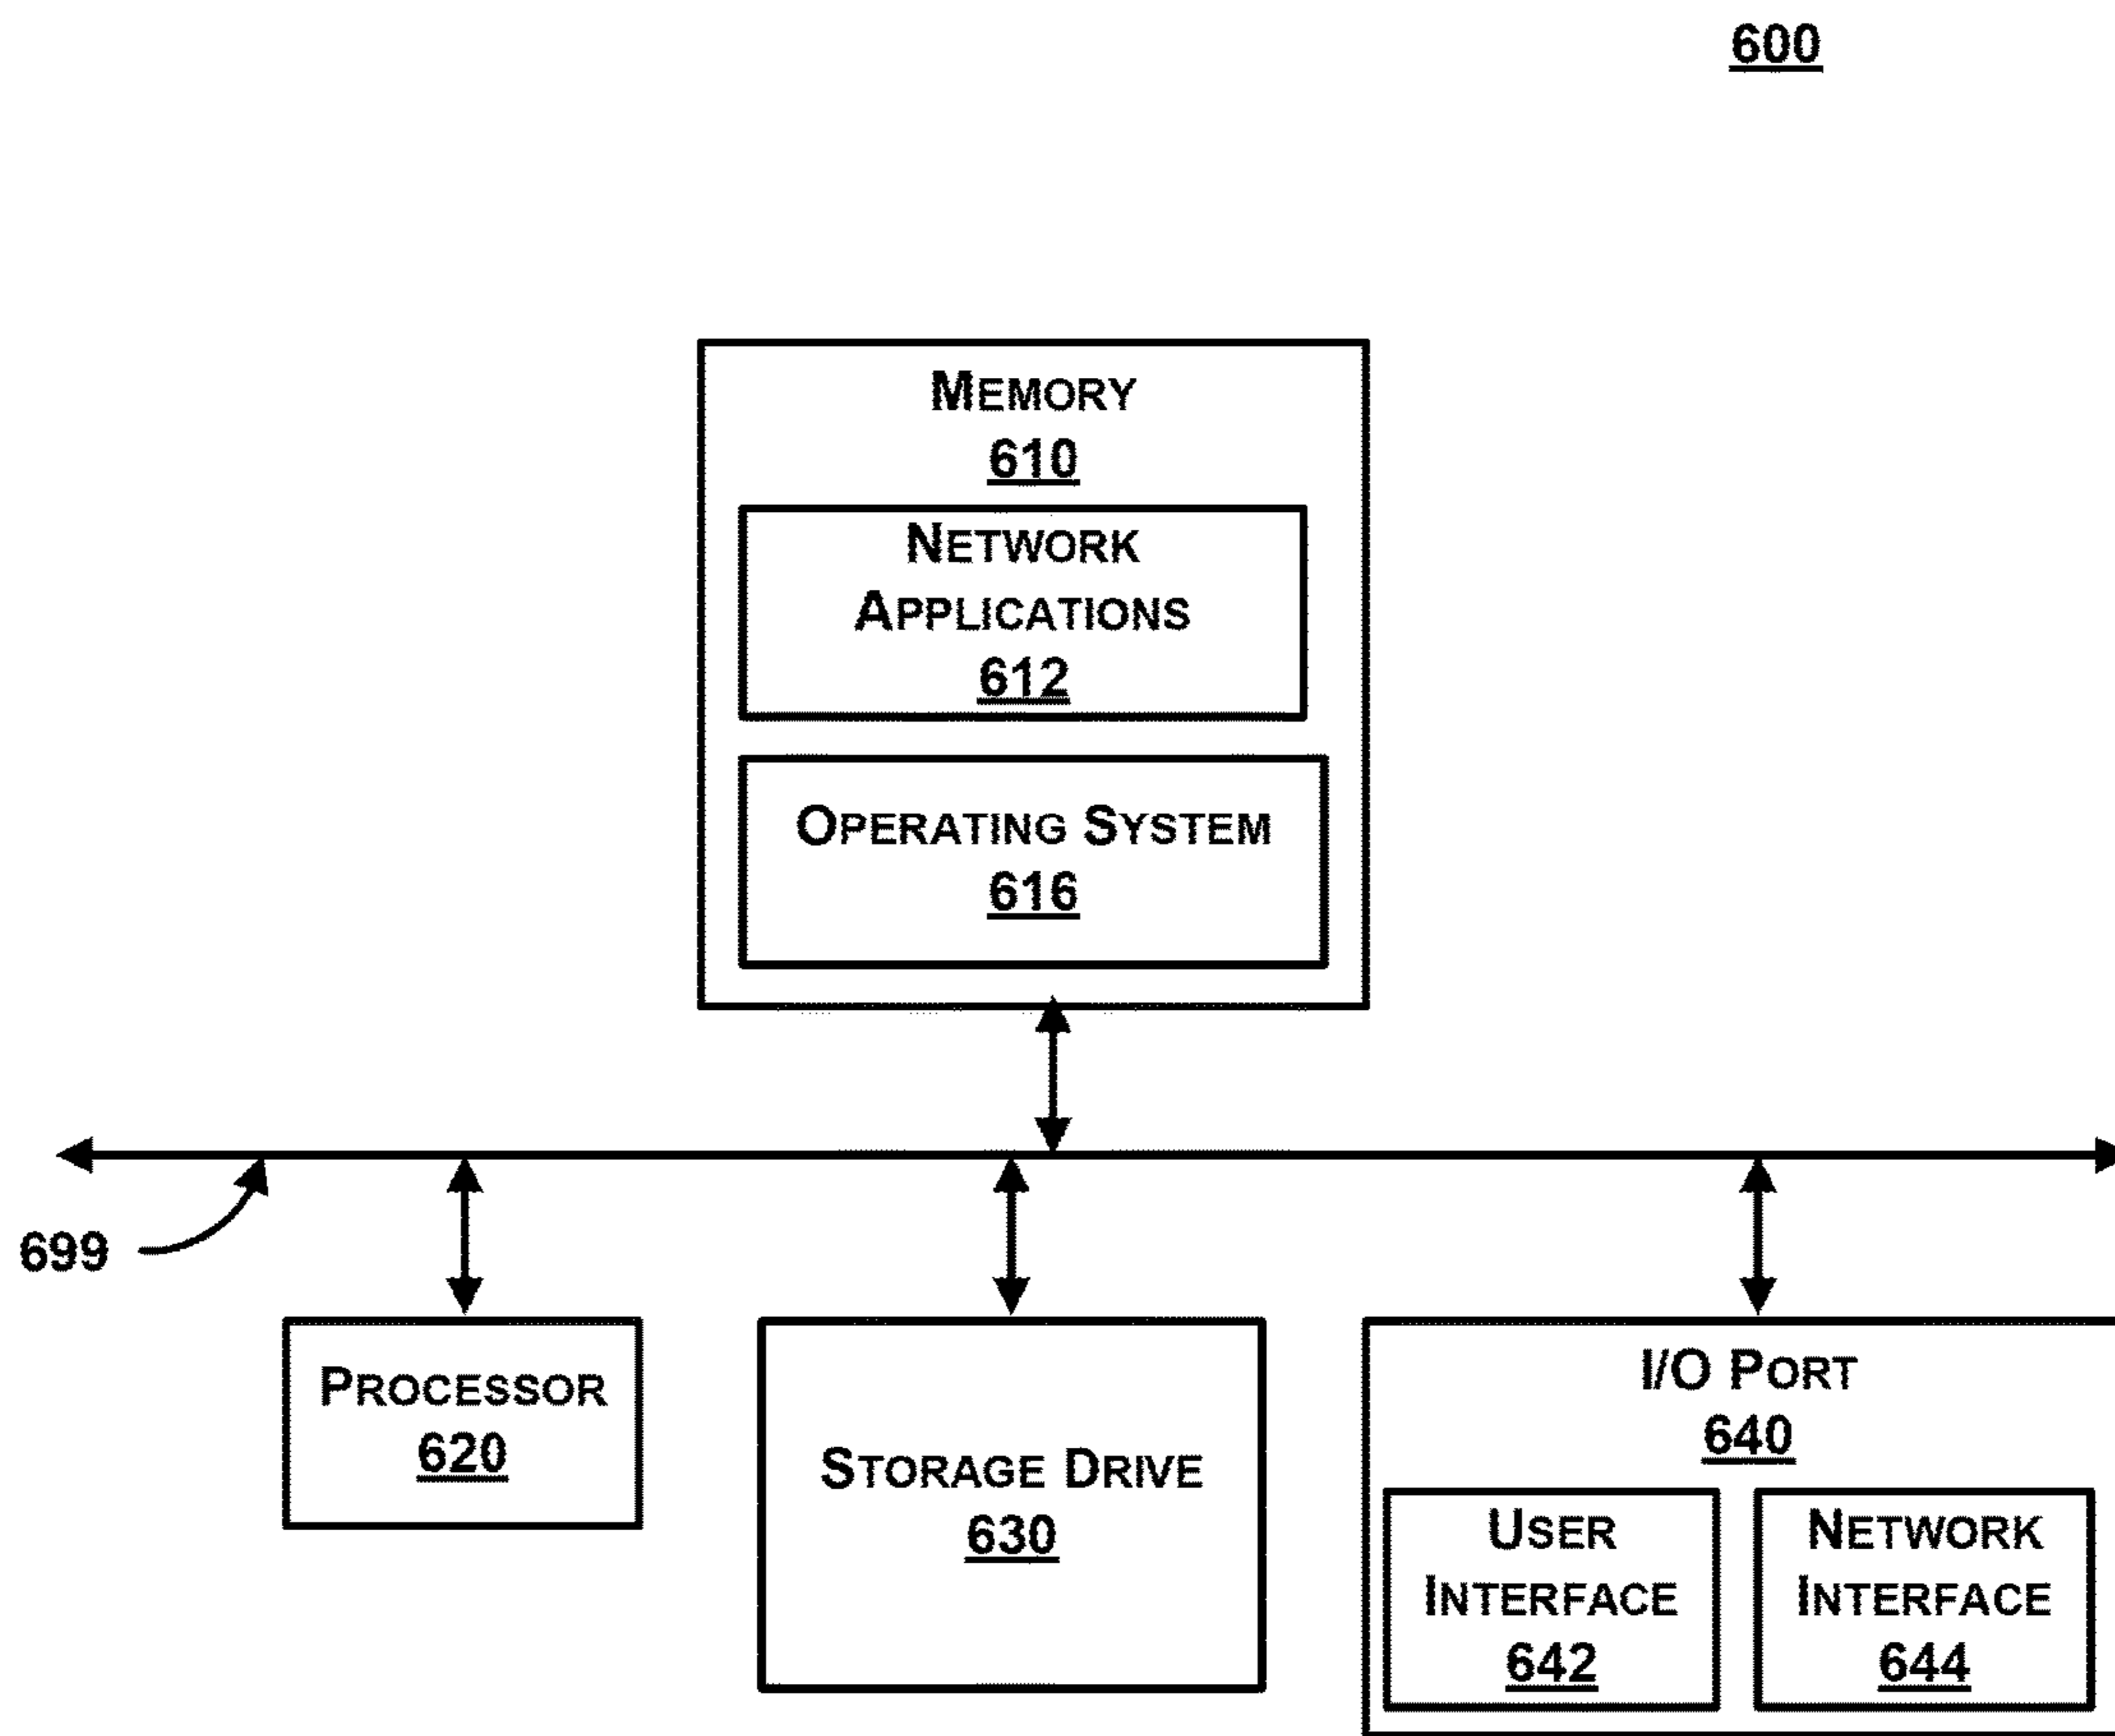 600
MEMORY
610
NETWORK
APPLICATIONS
612
OPERATING SYSTEM
616
699
PROCESSOR
620
STORAGE DRIVE
630
I/O PORT
640
USER
INTERFACE
642
NETWORK
INTERFACE
644